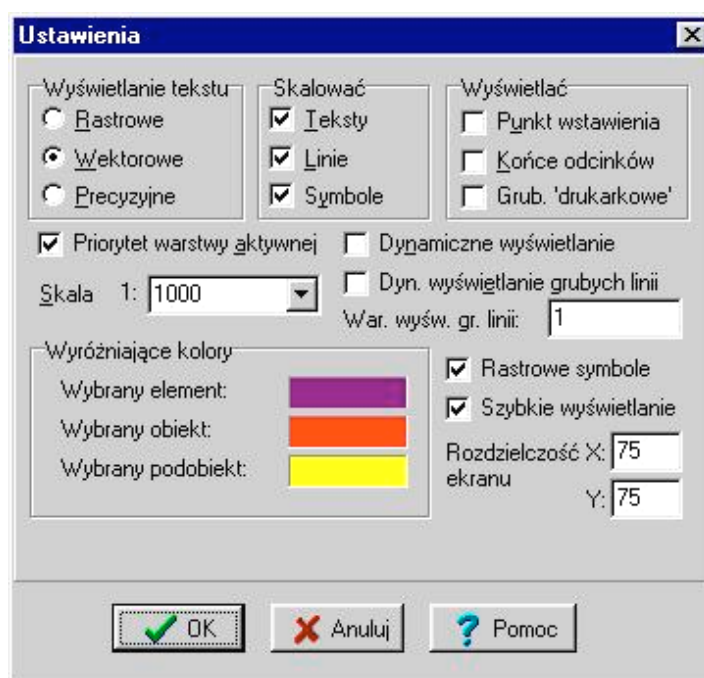 Ustawienia
Wyświetlanie tekstu
Rastrowe
Wektorowe
Precyzyjne
Skalować
Teksty
Linie
Symbole
Wyświetlać
Punkt wstawienia
Końce odcinków
Grub. 'drukarkowe'
Priorytet warstwy aktywnej
Dynamiczne wyświetlanie
Skala 1: 1000
Dyn. wyświetlanie grubych linii
War. wyśw. gr. linii: 1
Wyróżniające kolory
Wybrany element:
Wybrany obiekt:
Wybrany podobiekt:
Rastrowe symbole
Szybkie wyświetlanie
Rozdzielczość X: 75
ekranu
Y: 75
OK
Anuluj
Pomoc